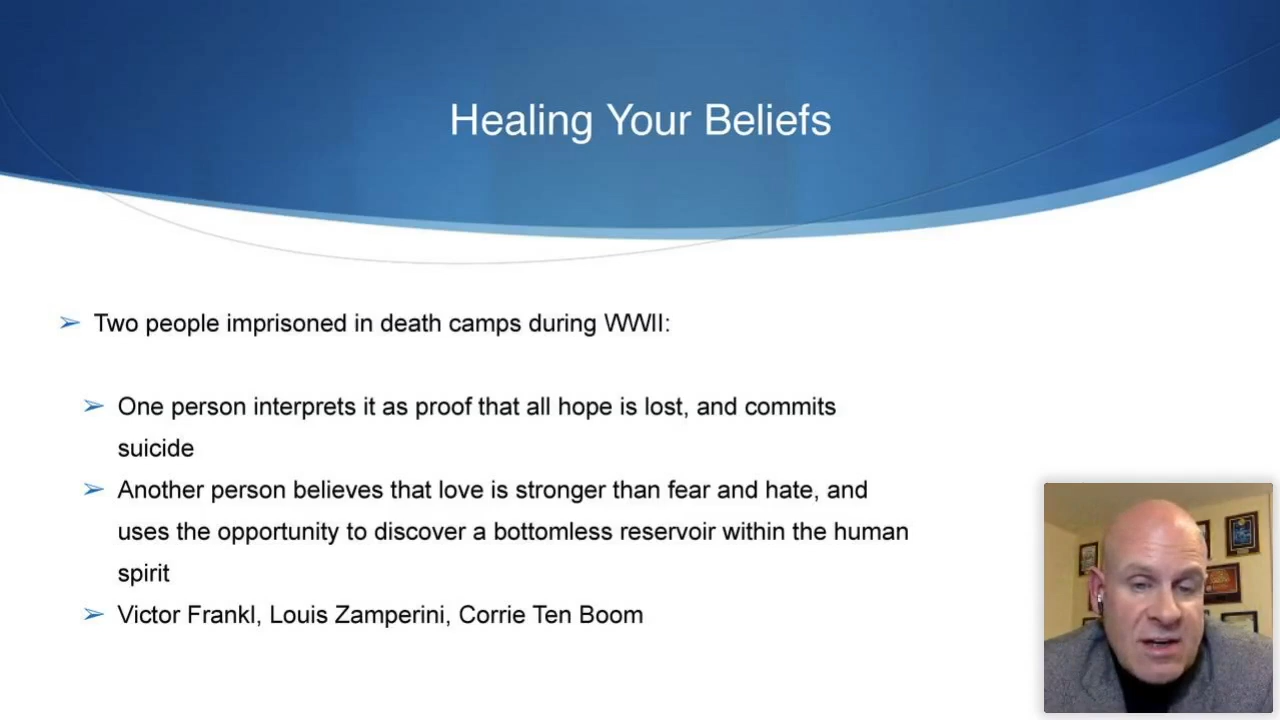 Healing Your Beliefs
➢ Two people imprisoned in death camps during WWII:
➢ One person interprets it as proof that all hope is lost, and commits
suicide
➢ Another person believes that love is stronger than fear and hate, and
uses the opportunity to discover a bottomless reservoir within the human
spirit
➢ Victor Frankl, Louis Zamperini, Corrie Ten Boom